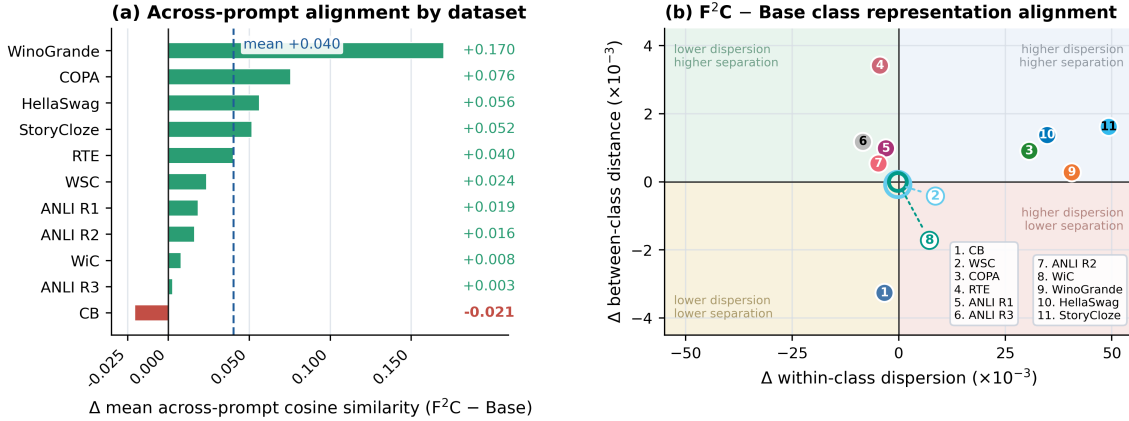 (a) Across-prompt alignment by dataset
mean +0.040
WinoGrande +0.170
COPA +0.076
HellaSwag +0.056
StoryCloze +0.052
RTE +0.040
WSC +0.024
ANLI R1 +0.019
ANLI R2 +0.016
WiC +0.008
ANLI R3 +0.003
CB -0.021
-0.025 0.000 0.050 0.100 0.150
Δ mean across-prompt cosine similarity (F²C − Base)
(b) F²C − Base class representation alignment
Δ between-class distance (×10⁻³)
4
2
0
−2
−4
lower dispersion
higher separation
higher dispersion
higher separation
higher dispersion
lower separation
lower dispersion
lower separation
4
6
5
7
3
10
11
9
2
8
1
1. CB
2. WSC
3. COPA
4. RTE
5. ANLI R1
6. ANLI R3
7. ANLI R2
8. WiC
9. WinoGrande
10. HellaSwag
11. StoryCloze
−50 −25 0 25 50
Δ within-class dispersion (×10⁻³)